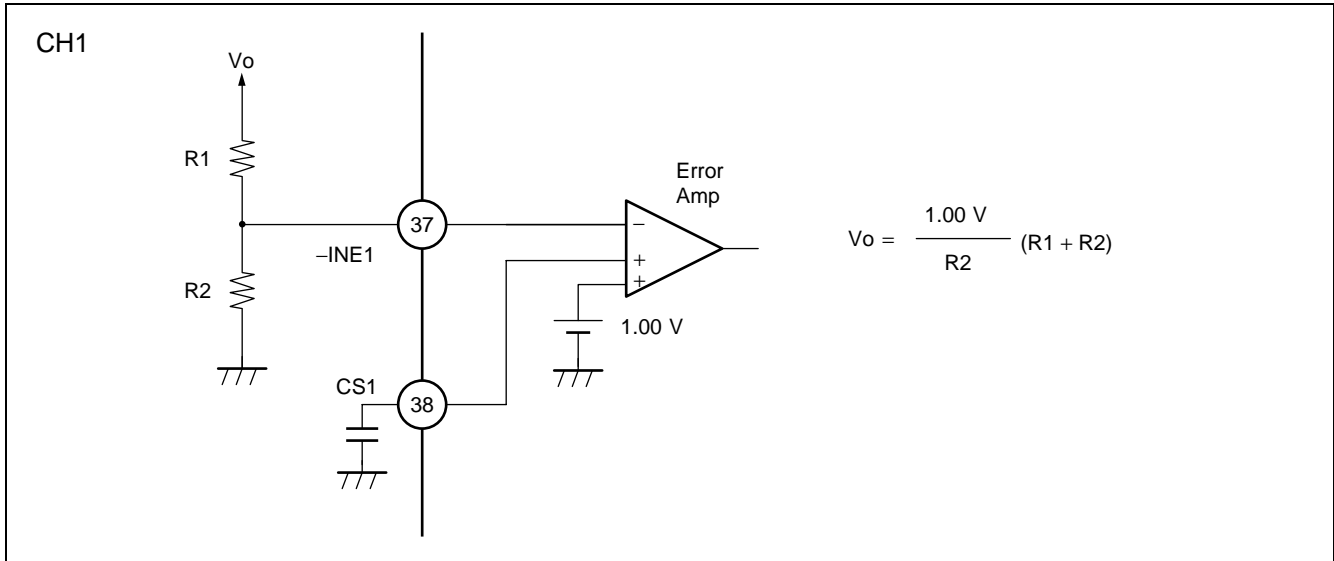 CH1
Vo
R1
R2
37
−INE1
CS1
38
Error
Amp
−
+
+
1.00 V
Vo = 1.00 V / R2 (R1 + R2)